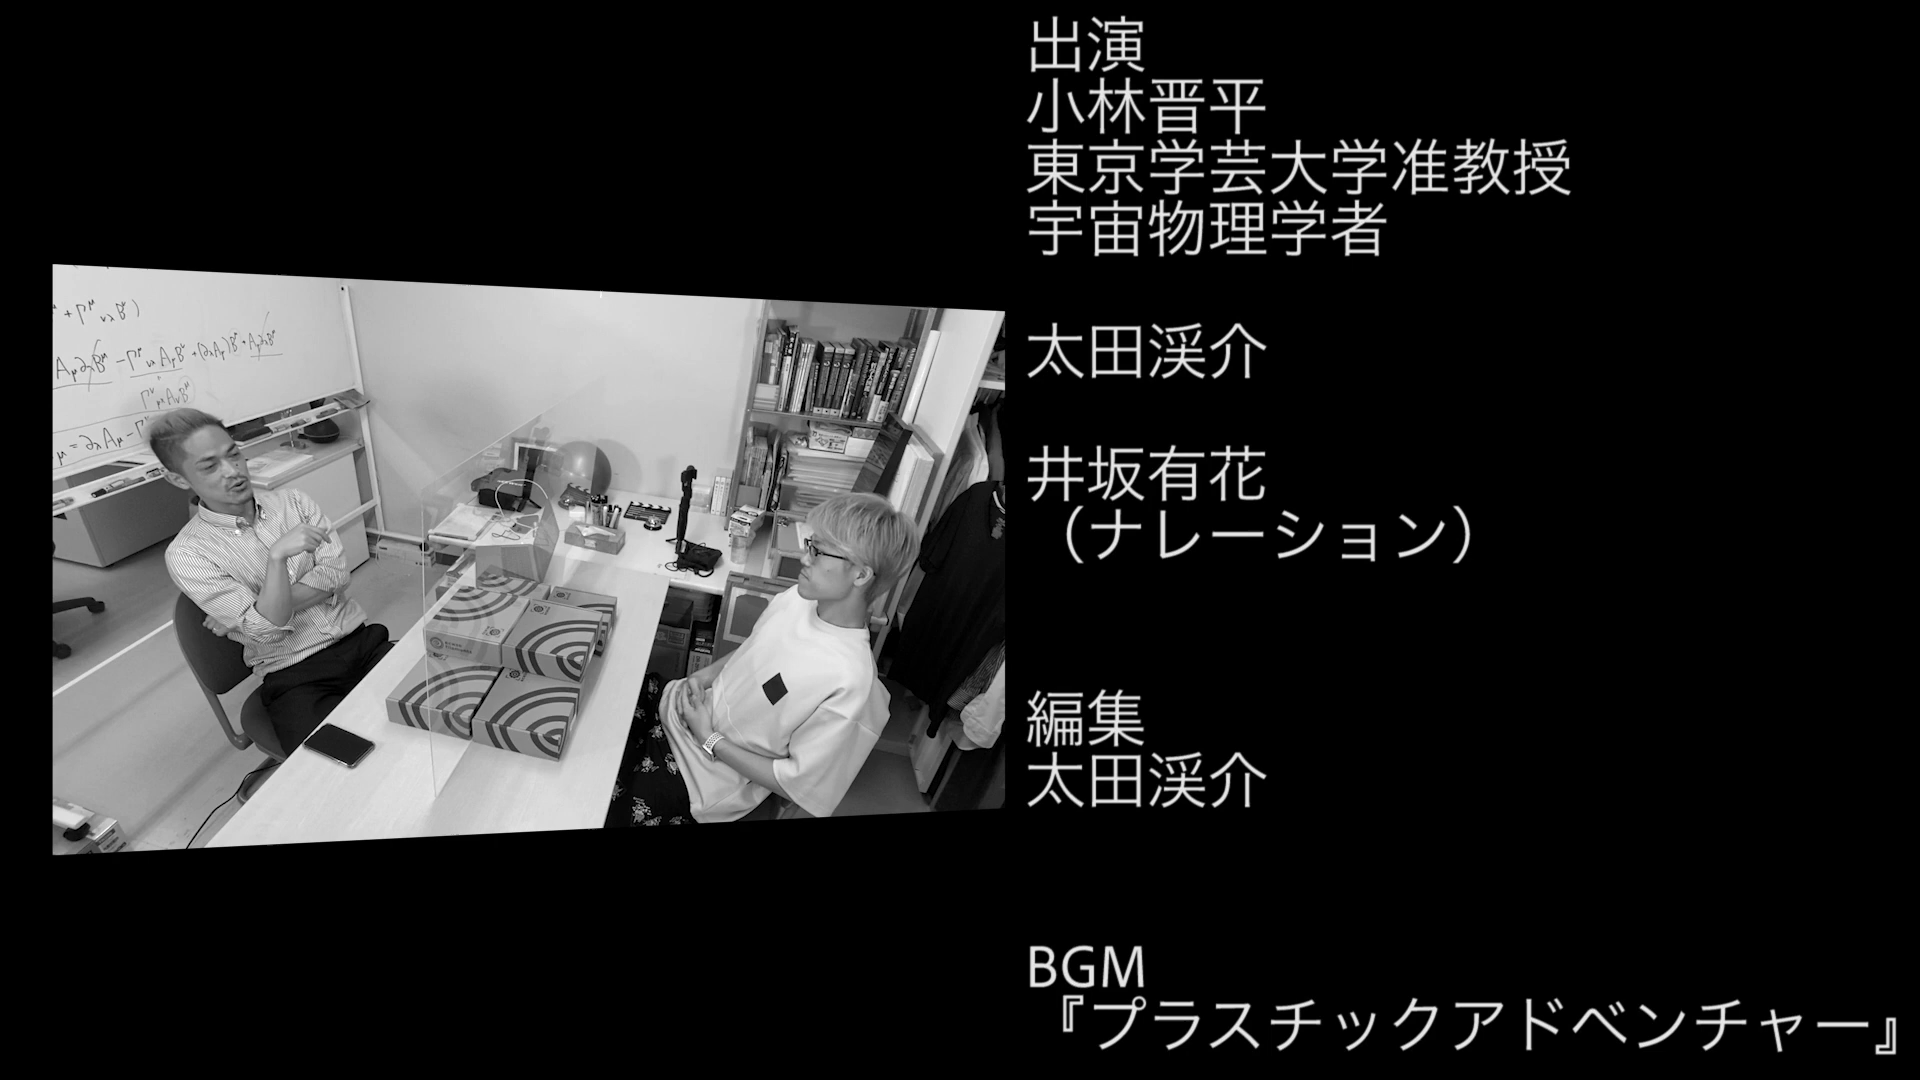 出演
小林晋平
東京学芸大学准教授
宇宙物理学者
太田渓介
井坂有花
（ナレーション）
編集
太田渓介
BGM
『プラスチックアドベンチャー』